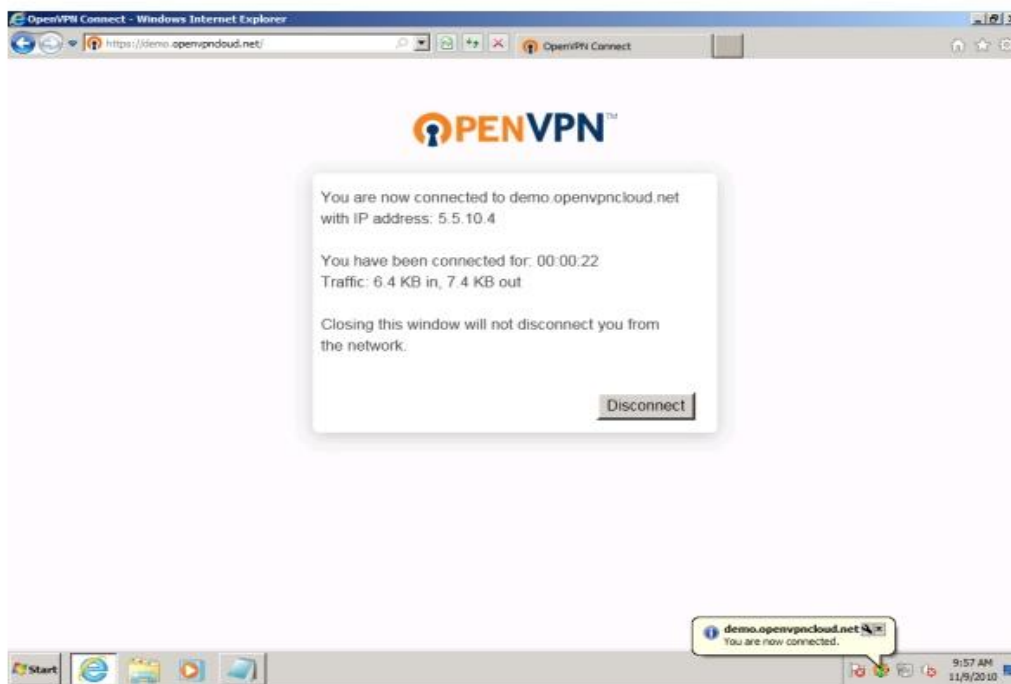 OpenVPN Connect - Windows Internet Explorer
https://demo.openvpncloud.net/
OpenVPN Connect
OPENVPN™
You are now connected to demo.openvpncloud.net
with IP address: 5.5.10.4
You have been connected for: 00:00:22
Traffic: 6.4 KB in, 7.4 KB out
Closing this window will not disconnect you from
the network.
Disconnect
demo.openvpncloud.net
You are now connected.
Start
9:57 AM
11/9/2010